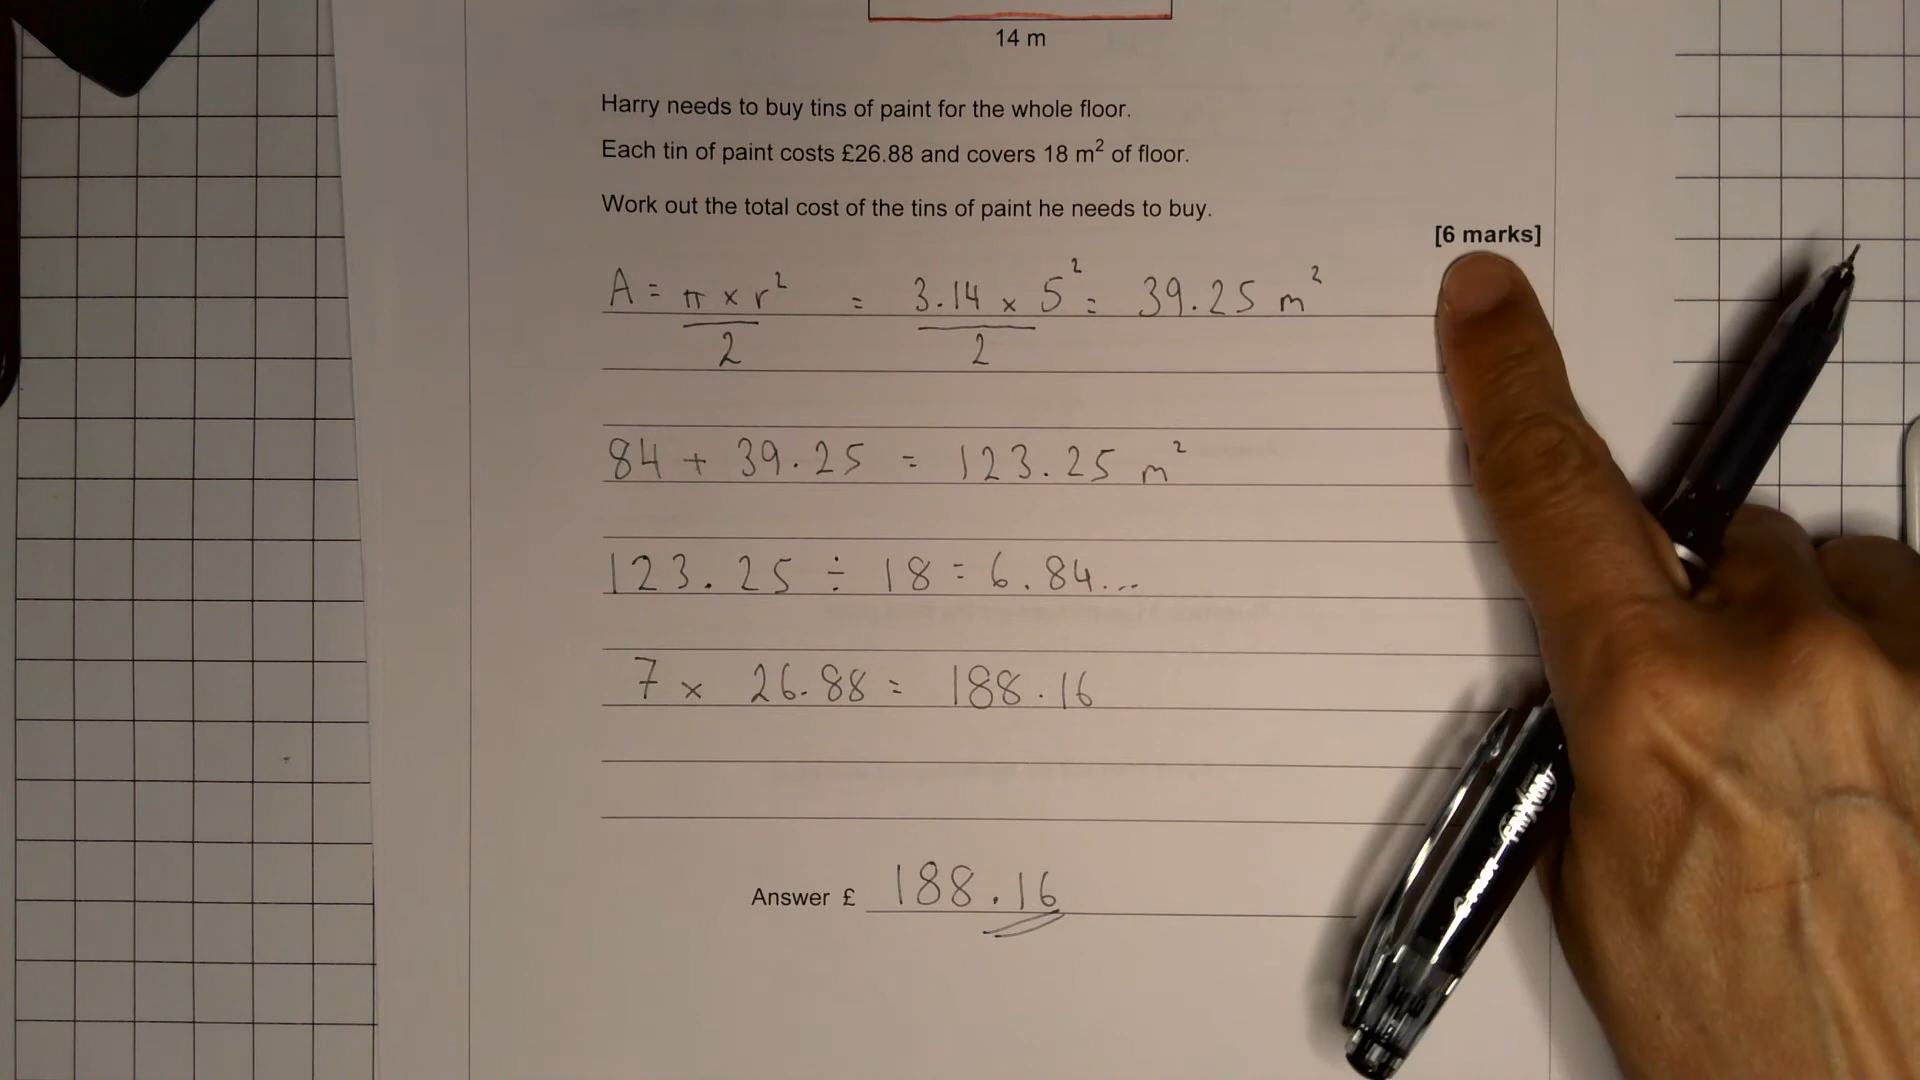 14 m
Harry needs to buy tins of paint for the whole floor.
Each tin of paint costs £26.88 and covers 18 m² of floor.
Work out the total cost of the tins of paint he needs to buy.
[6 marks]
A = π × r² / 2 = 3.14 × 5² / 2 = 39.25 m²
84 + 39.25 = 123.25 m²
123.25 ÷ 18 = 6.84...
7 × 26.88 = 188.16
Answer £ 188.16
FRIXION